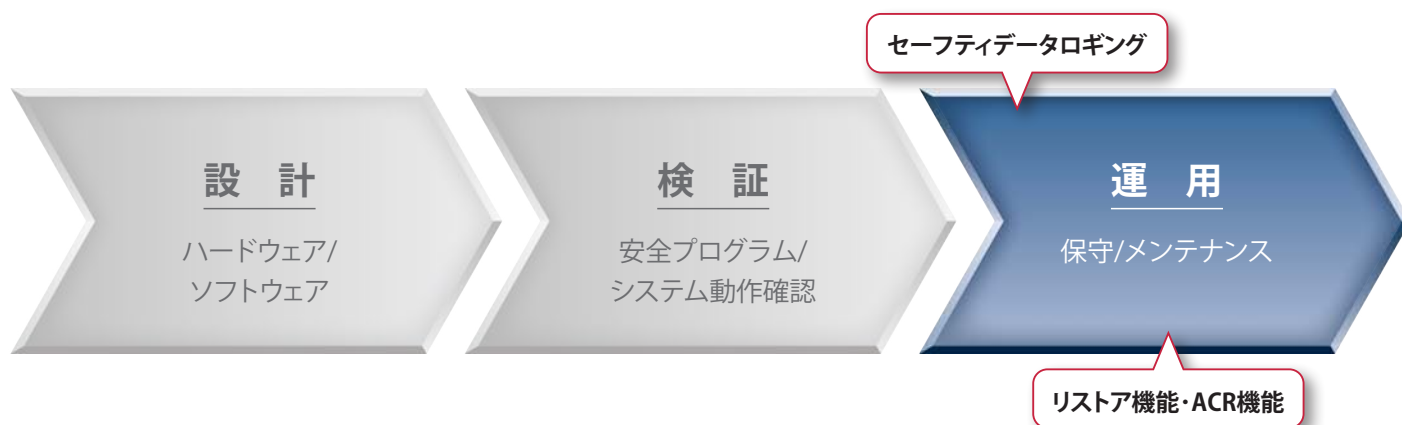 セーフティデータロギング
設 計
ハードウェア/
ソフトウェア
検 証
安全プログラム/
システム動作確認
運 用
保守/メンテナンス
リストア機能・ACR機能